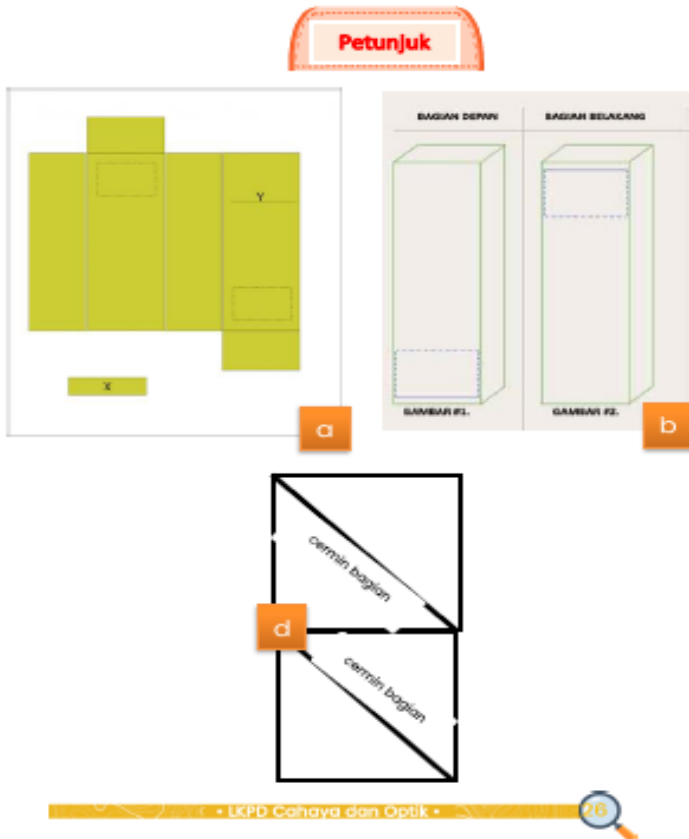 Petunjuk
Y
X
a
BAGIAN DEPAN
BAGIAN BELAKANG
GAMBAR #1.
GAMBAR #2.
b
cermin bagian
d
cermin bagian
• LKPD Cahaya dan Optik •
26